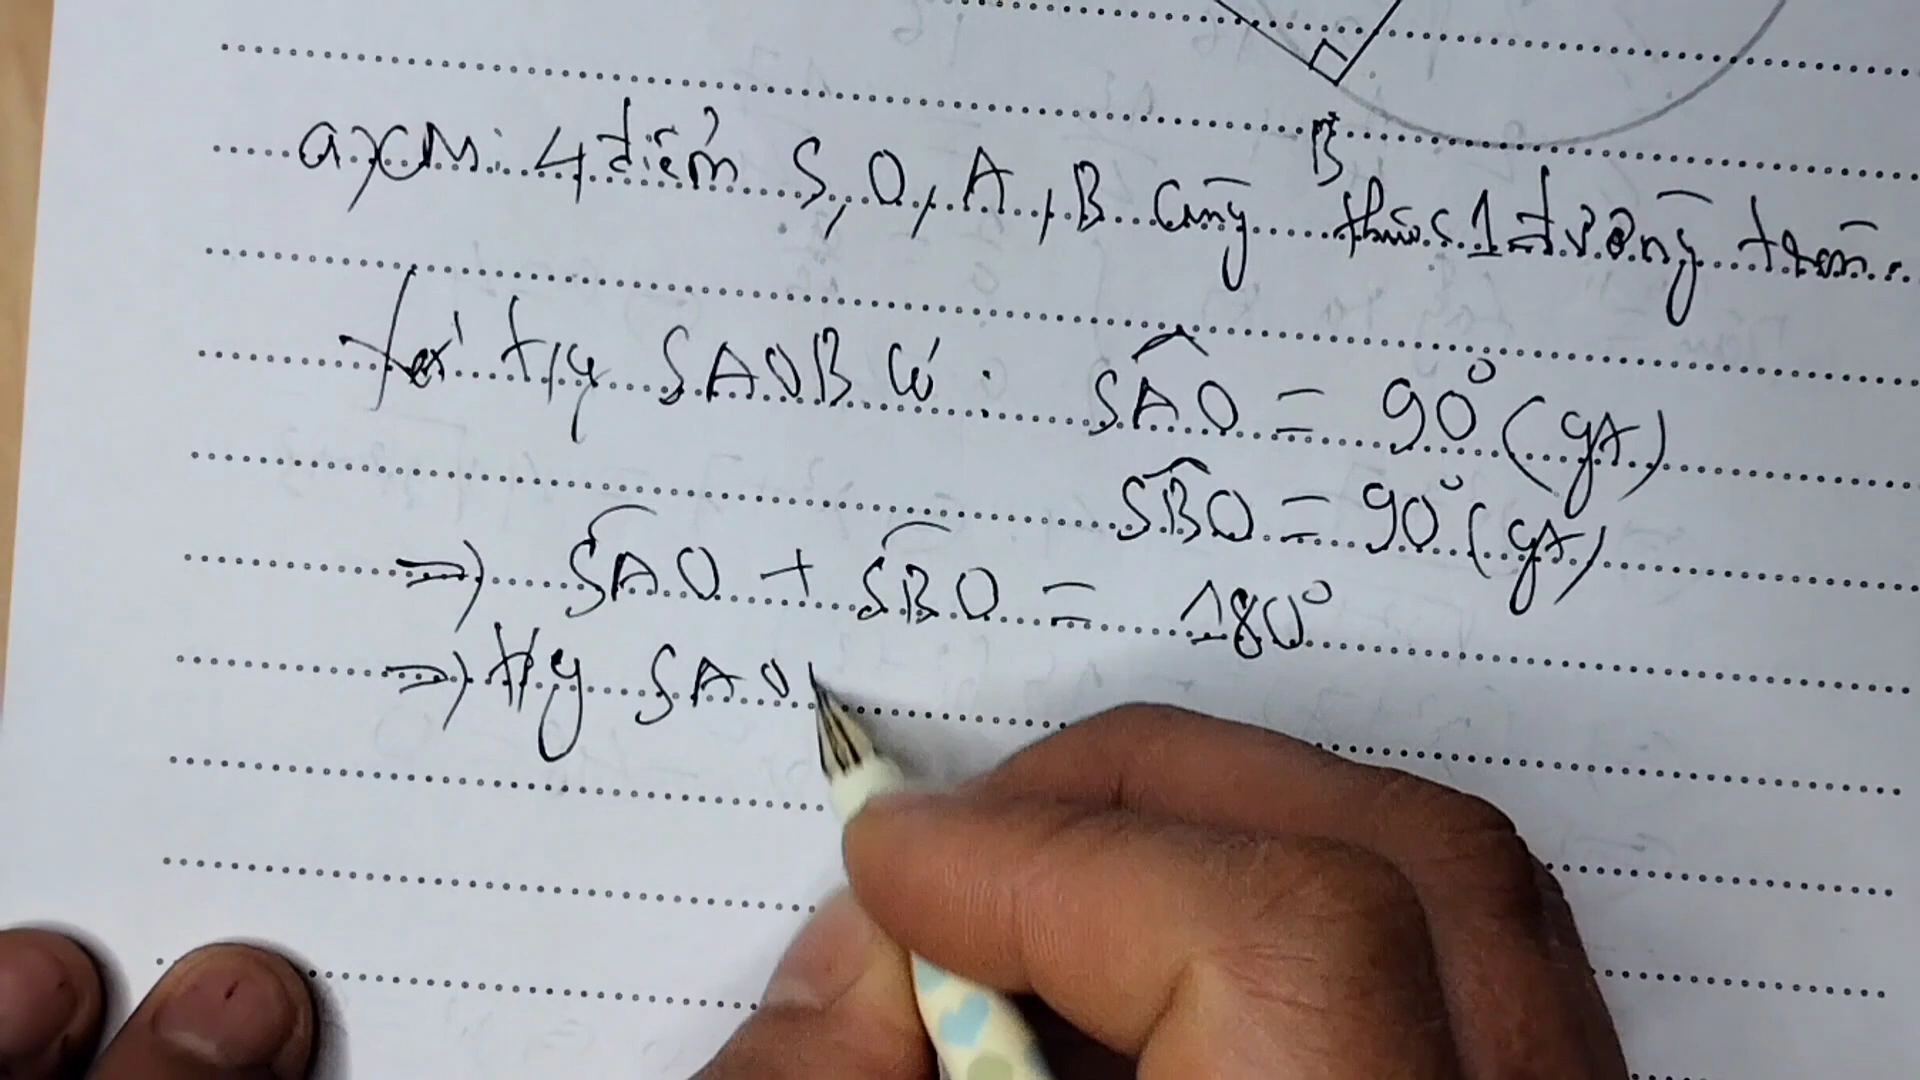 B
a) CM: 4 điểm S, O, A, B cùng thuộc 1 đường tròn.
Xét t/g SAOB có: SAO = 90° (gt)
SBO = 90° (gt)
=> SAO + SBO = 180°
=> t/g SAO